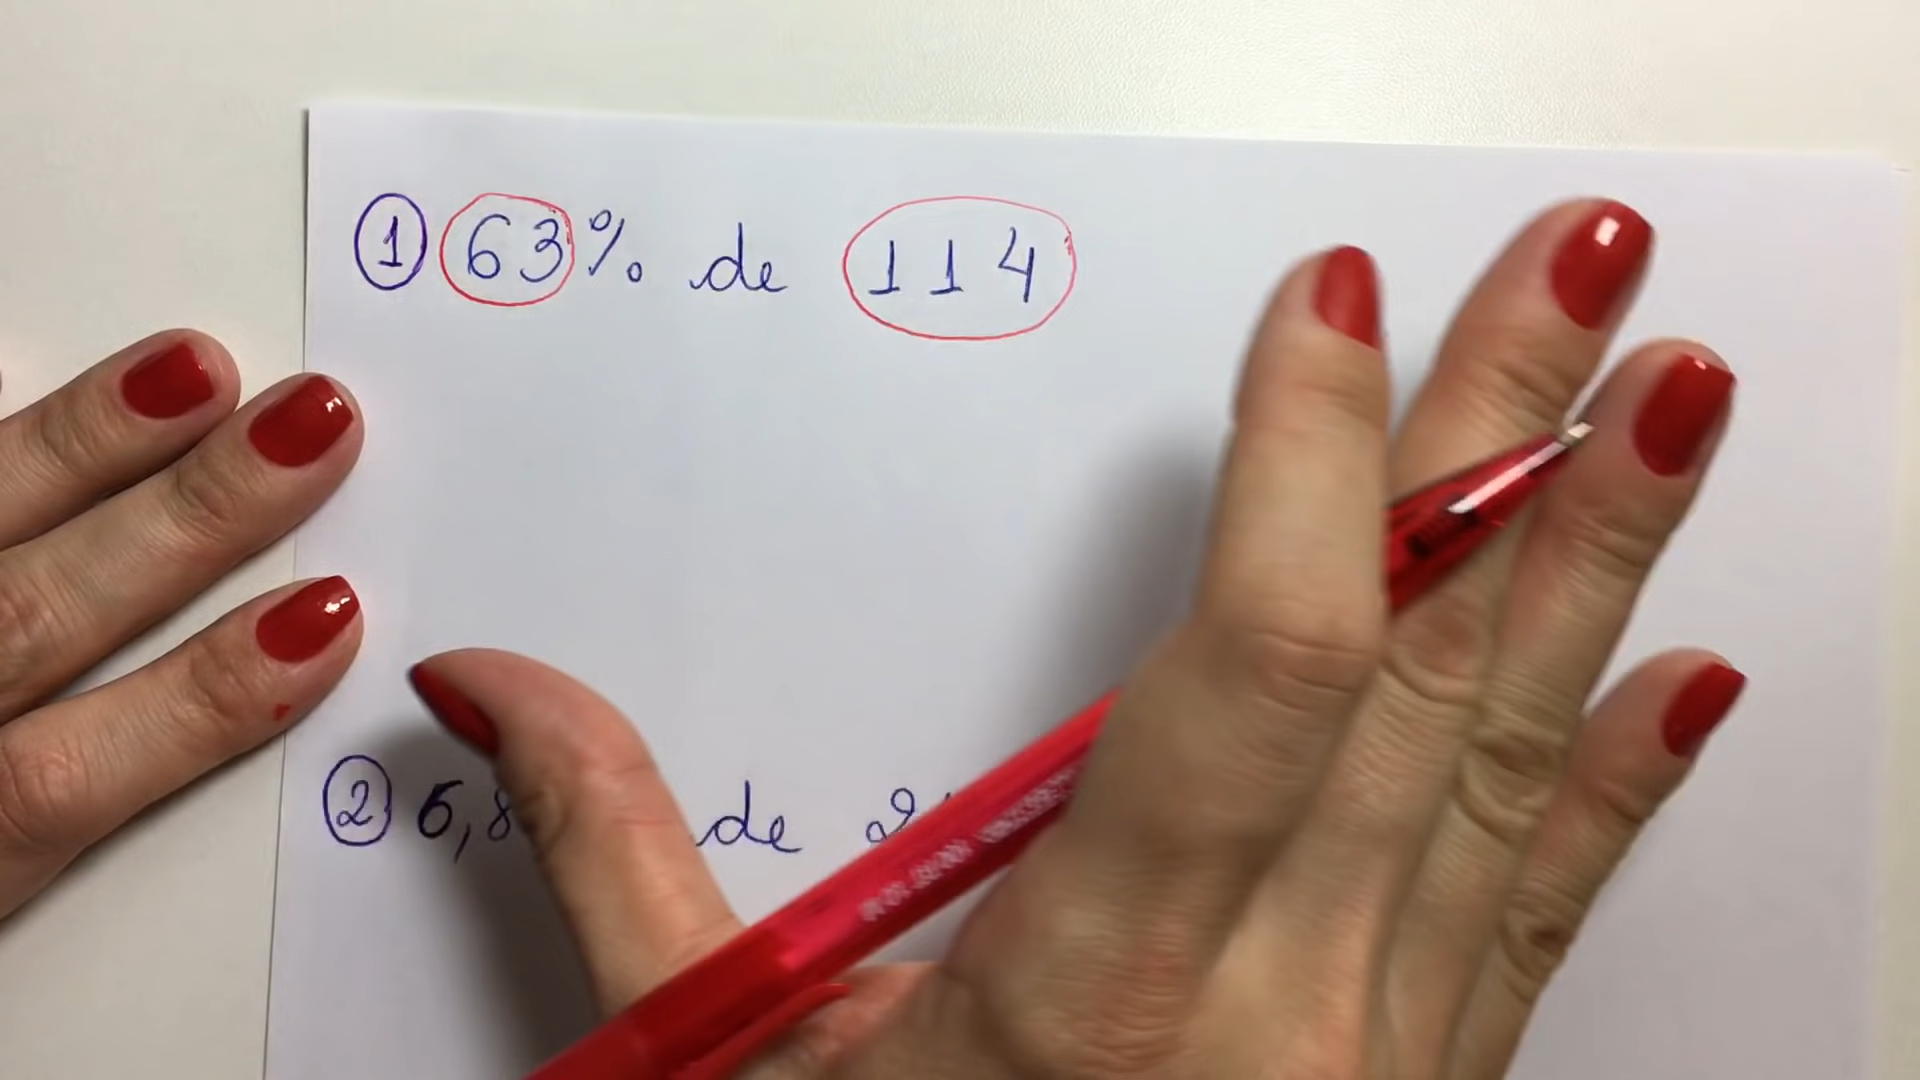 ① 63% de 114
② 6,8 de